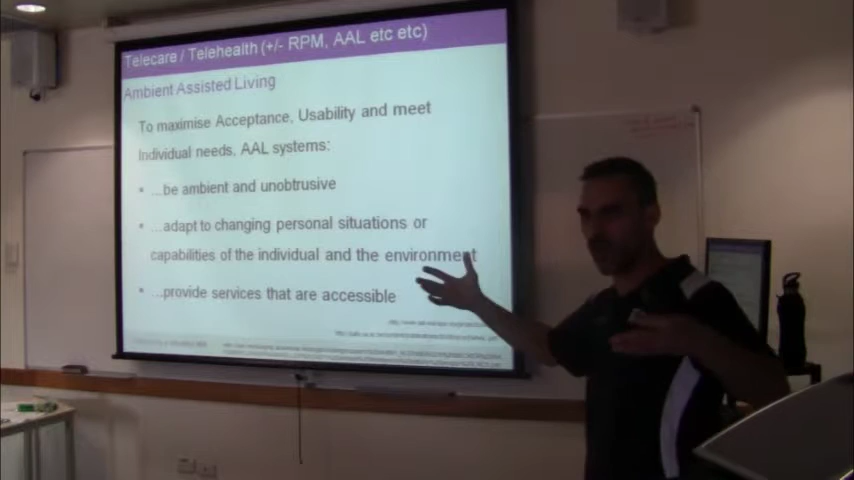 Telecare / Telehealth (+/- RPM, AAL etc etc)
Ambient Assisted Living
To maximise Acceptance, Usability and meet
Individual needs, AAL systems:
• ...be ambient and unobtrusive
• ...adapt to changing personal situations or
capabilities of the individual and the environment
• ...provide services that are accessible